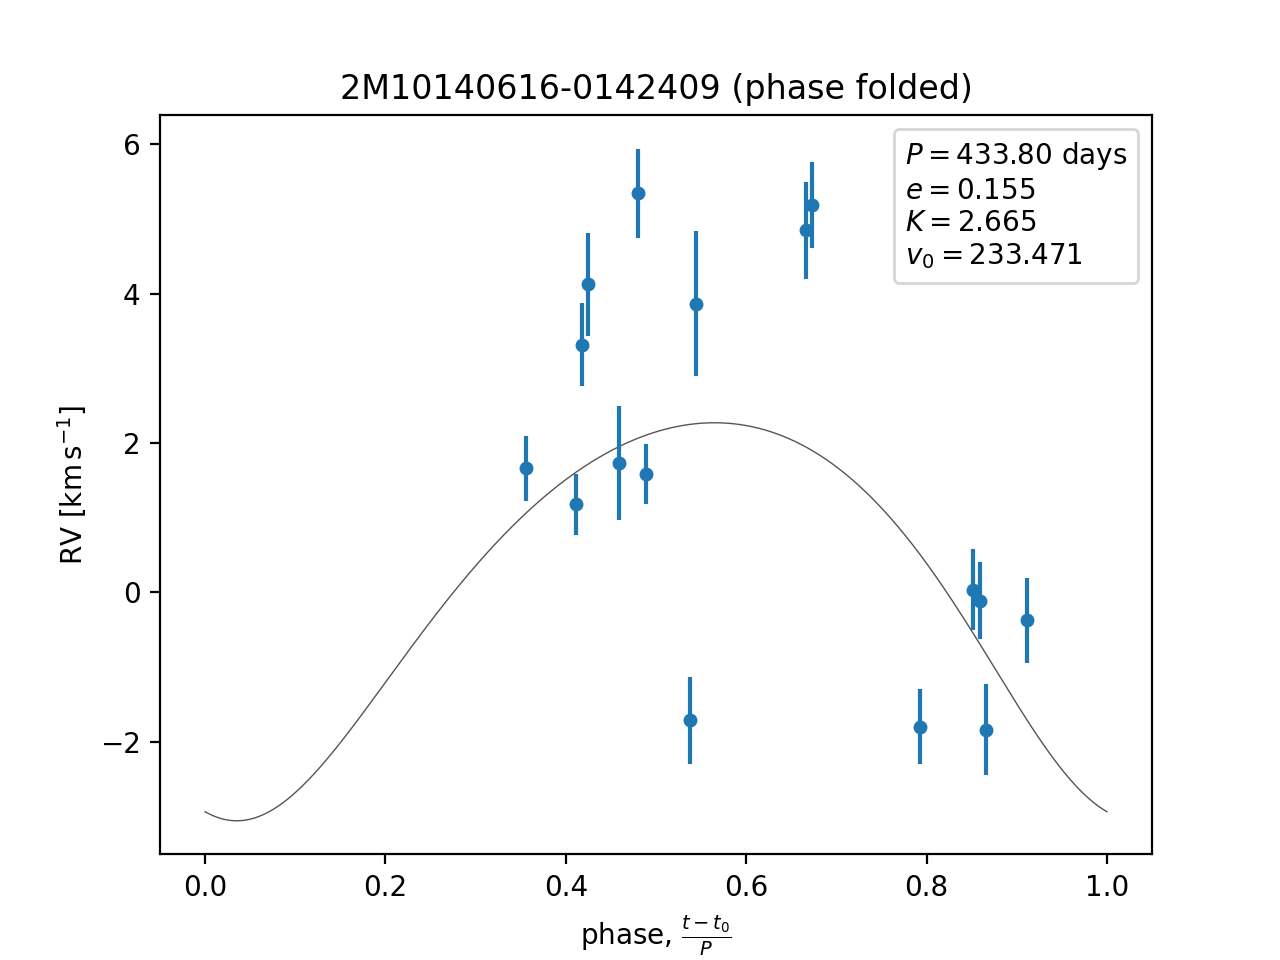 2M10140616-0142409 (phase folded)
P = 433.80 days
e = 0.155
K = 2.665
v₀ = 233.471
6
4
2
0
−2
RV [km s⁻¹]
0.0 0.2 0.4 0.6 0.8 1.0
phase, (t − t₀)/P